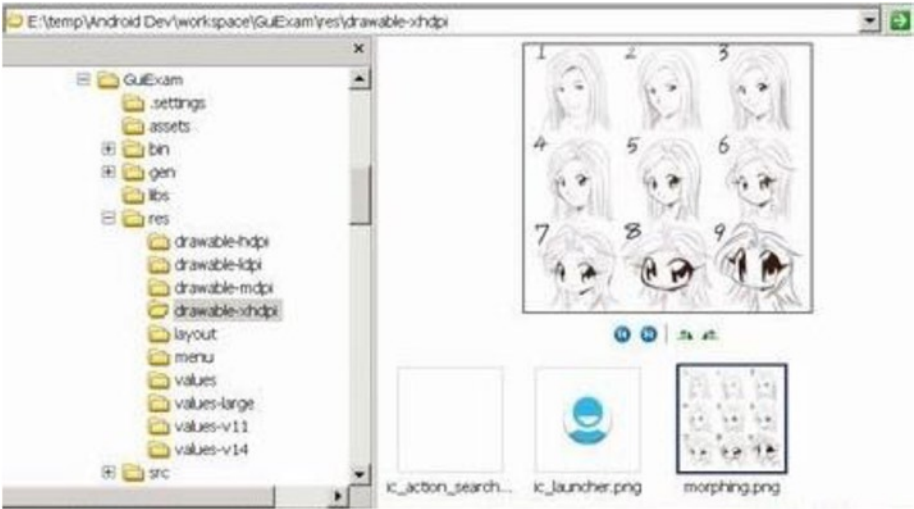 E:\temp\Android Dev\workspace\GuiExam\res\drawable-xhdpi
GuiExam
.settings
assets
bin
gen
libs
res
drawable-hdpi
drawable-ldpi
drawable-mdpi
drawable-xhdpi
layout
menu
values
values-large
values-v11
values-v14
src
1 2 3
4 5 6
7 8 9
ic_action_search... ic_launcher.png morphing.png